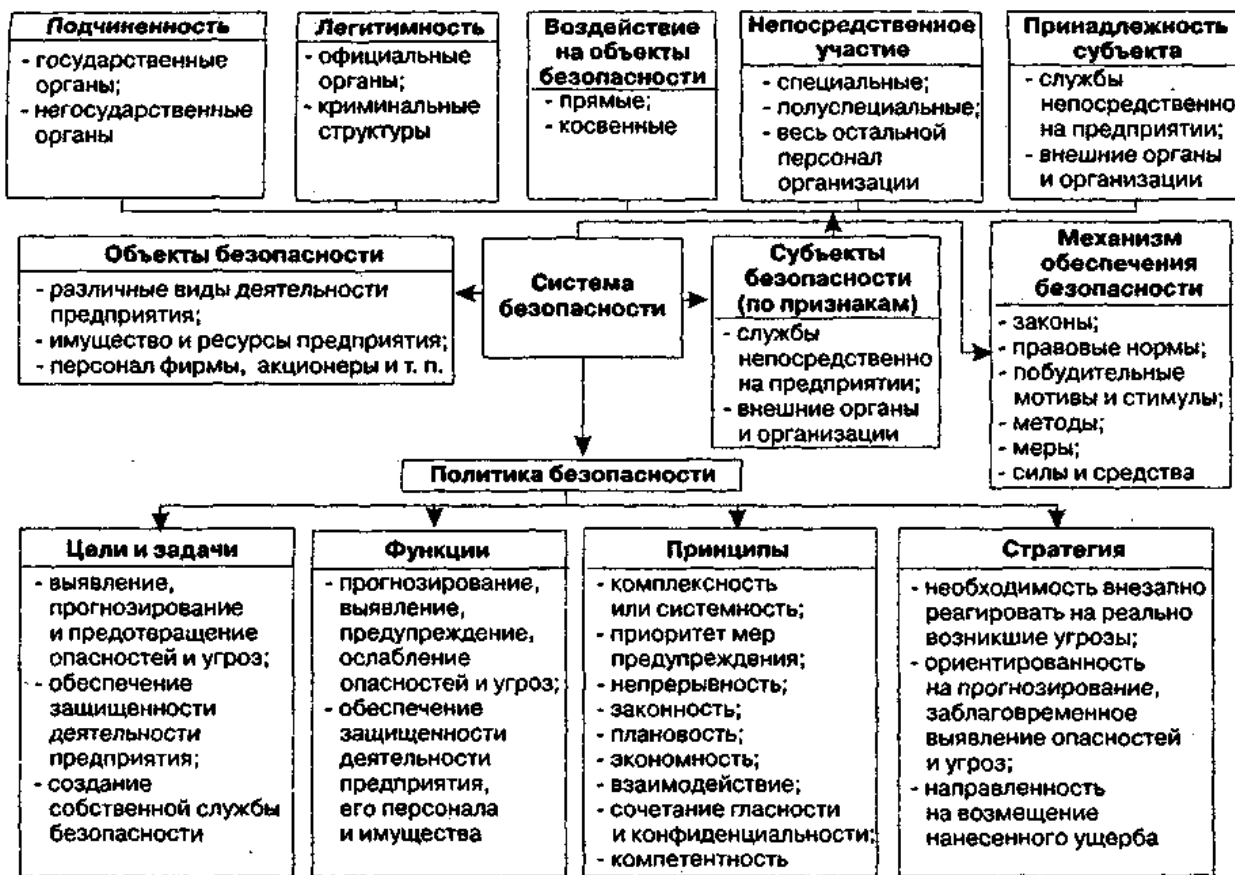 Подчиненность
- государственные
органы;
- негосударственные
органы
Легитимность
- официальные
органы;
- криминальные
структуры
Воздействие
на объекты
безопасности
- прямые;
- косвенные
Непосредственное
участие
- специальные;
- полуспециальные;
- весь остальной
персонал
организации
Принадлежность
субъекта
- службы
непосредственно
на предприятии;
- внешние органы
и организации
Объекты безопасности
- различные виды деятельности
предприятия;
- имущество и ресурсы предприятия;
- персонал фирмы, акционеры и т. п.
Система
безопасности
Субъекты
безопасности
(по признакам)
- службы
непосредственно
на предприятии;
- внешние органы
и организации
Механизм
обеспечения
безопасности
- законы;
- правовые нормы;
- побудительные
мотивы и стимулы;
- методы;
- меры;
- силы и средства
Политика безопасности
Цели и задачи
- выявление,
прогнозирование
и предотвращение
опасностей и угроз;
- обеспечение
защищенности
деятельности
предприятия;
- создание
собственной службы
безопасности
Функции
- прогнозирование,
выявление,
предупреждение,
ослабление
опасностей и угроз;
- обеспечение
защищенности
деятельности
предприятия,
его персонала
и имущества
Принципы
- комплексность
или системность;
- приоритет мер
предупреждения;
- непрерывность;
- законность;
- плановость;
- экономность;
- взаимодействие;
- сочетание гласности
и конфиденциальности;
- компетентность
Стратегия
- необходимость внезапно
реагировать на реально
возникшие угрозы;
- ориентированность
на прогнозирование,
заблаговременное
выявление опасностей
и угроз;
- направленность
на возмещение
нанесенного ущерба